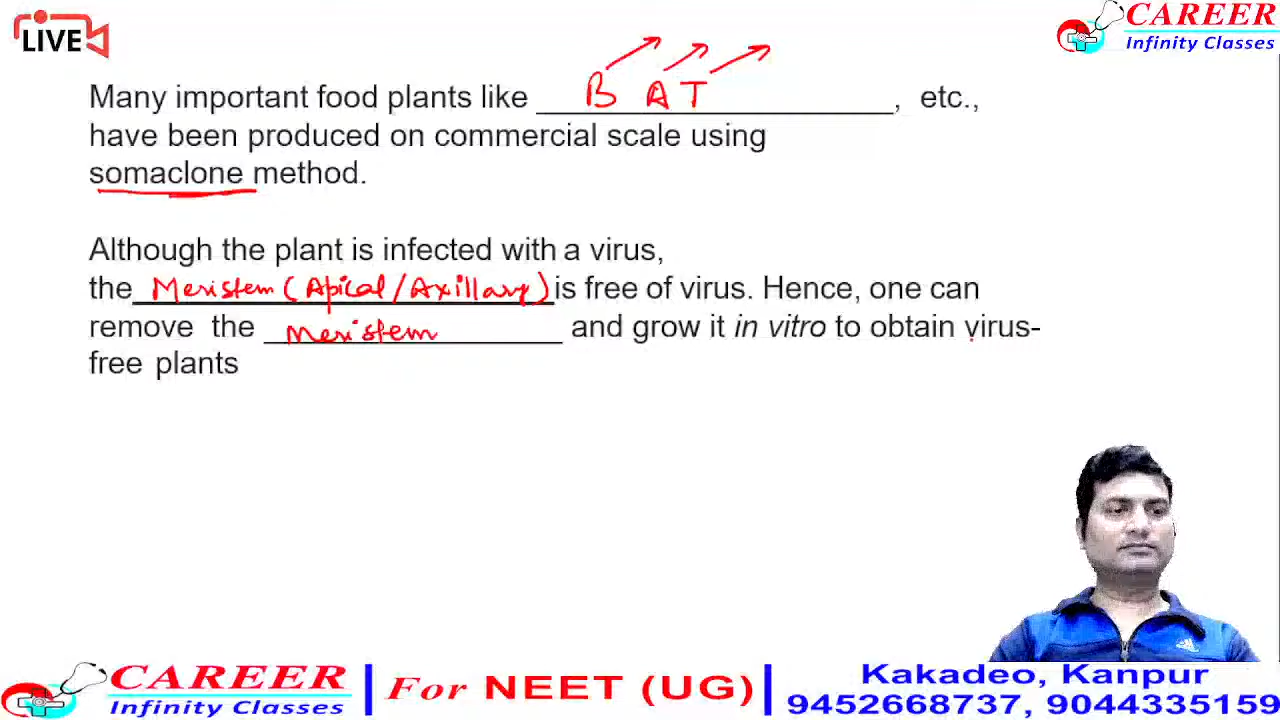 LIVE
CAREER
Infinity Classes
Many important food plants like B A T, etc.,
have been produced on commercial scale using
somaclone method.
Although the plant is infected with a virus,
the Meristem (Apical/Axillary) is free of virus. Hence, one can
remove the Meristem and grow it in vitro to obtain virus-
free plants
adidas
CAREER
Infinity Classes
For NEET (UG)
Kakadeo, Kanpur
9452668737, 9044335159